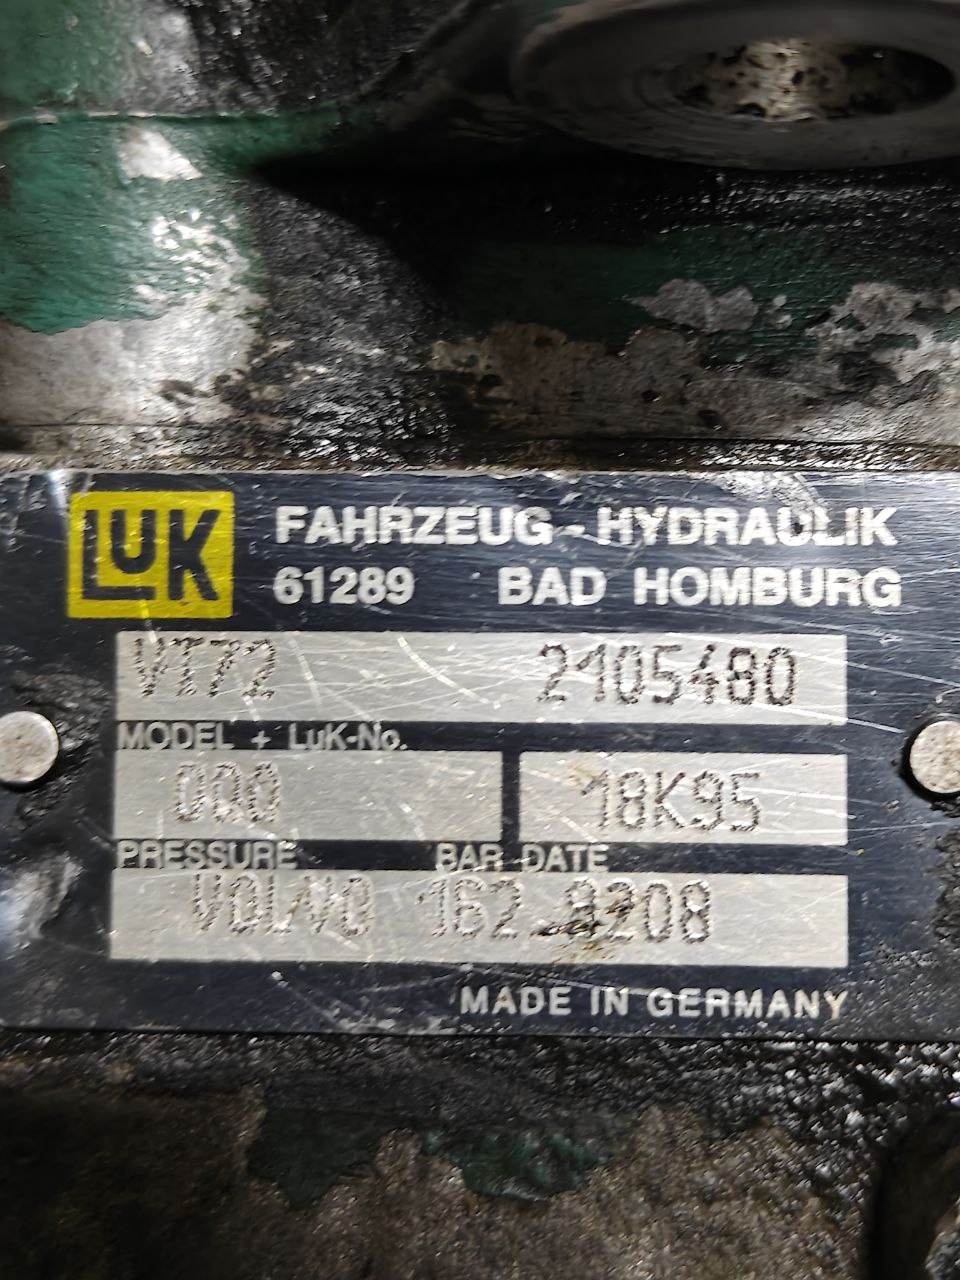 LUK
FAHRZEUG-HYDRAULIK
61289 BAD HOMBURG
VT72 2105480
MODEL + LuK-No.
000 18K95
PRESSURE BAR DATE
VOLVO 162 8208
MADE IN GERMANY